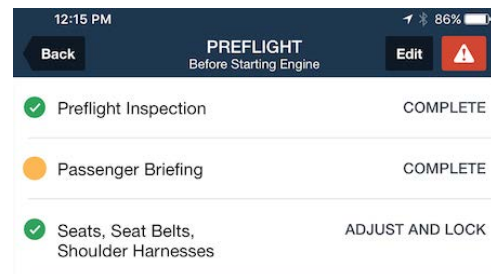 12:15 PM 86%
Back PREFLIGHT Edit
Before Starting Engine
Preflight Inspection COMPLETE
Passenger Briefing COMPLETE
Seats, Seat Belts, ADJUST AND LOCK
Shoulder Harnesses